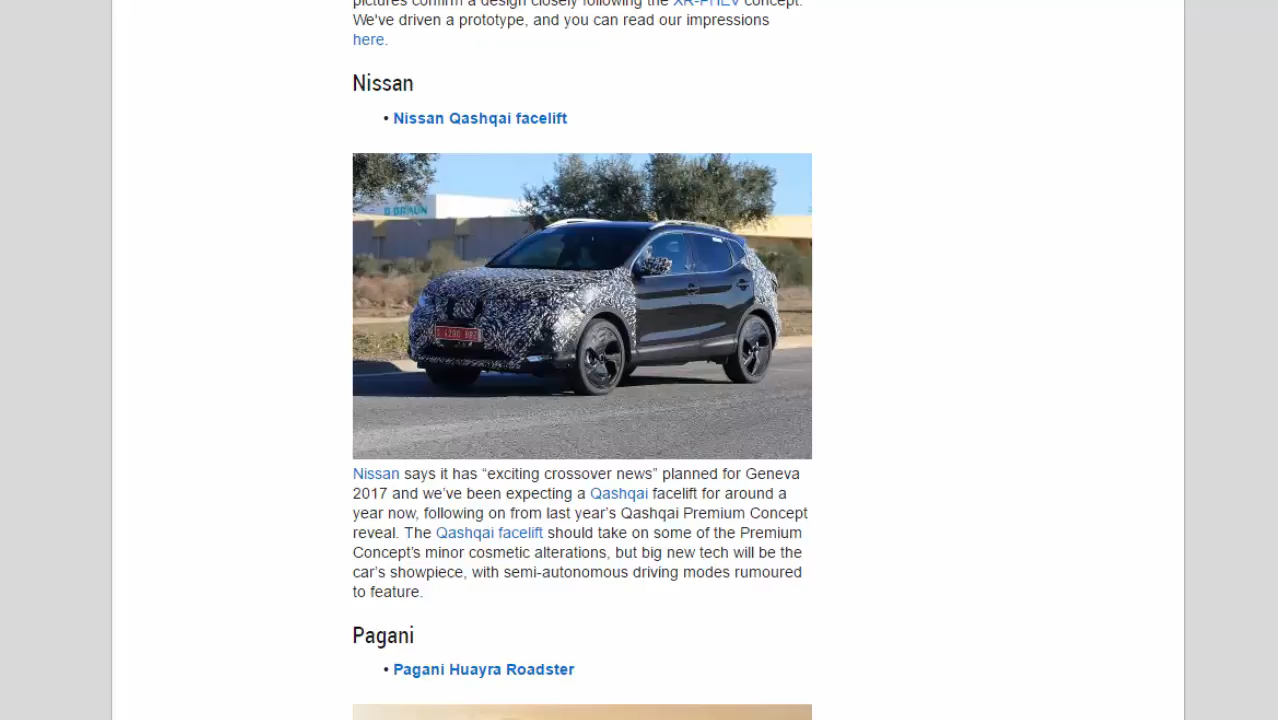 pictures confirm a design closely following the XR-PHEV concept.
We've driven a prototype, and you can read our impressions
here.
Nissan
• Nissan Qashqai facelift
B BRAUN
Nissan says it has “exciting crossover news” planned for Geneva
2017 and we’ve been expecting a Qashqai facelift for around a
year now, following on from last year’s Qashqai Premium Concept
reveal. The Qashqai facelift should take on some of the Premium
Concept’s minor cosmetic alterations, but big new tech will be the
car’s showpiece, with semi-autonomous driving modes rumoured
to feature.
Pagani
• Pagani Huayra Roadster